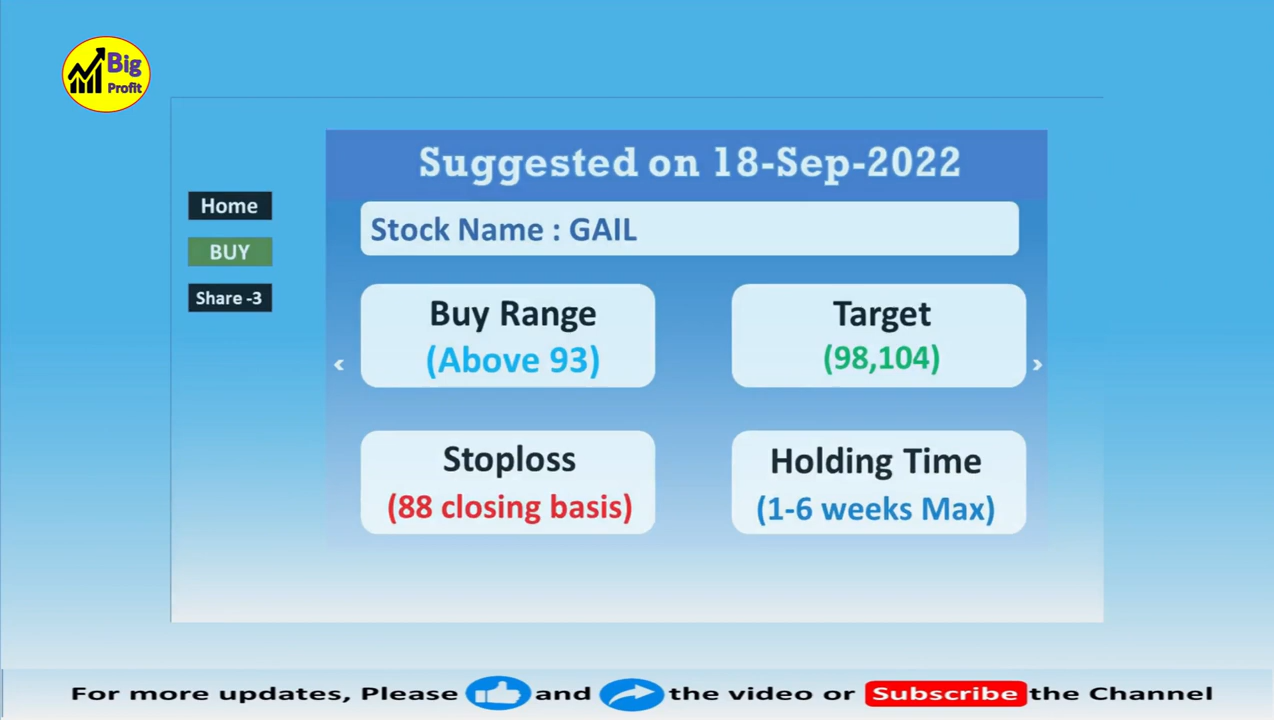 Big
Profit
Suggested on 18-Sep-2022
Home
BUY
Share -3
Stock Name : GAIL
Buy Range
(Above 93)
Target
(98,104)
Stoploss
(88 closing basis)
Holding Time
(1-6 weeks Max)
For more updates, Please and the video or Subscribe the Channel